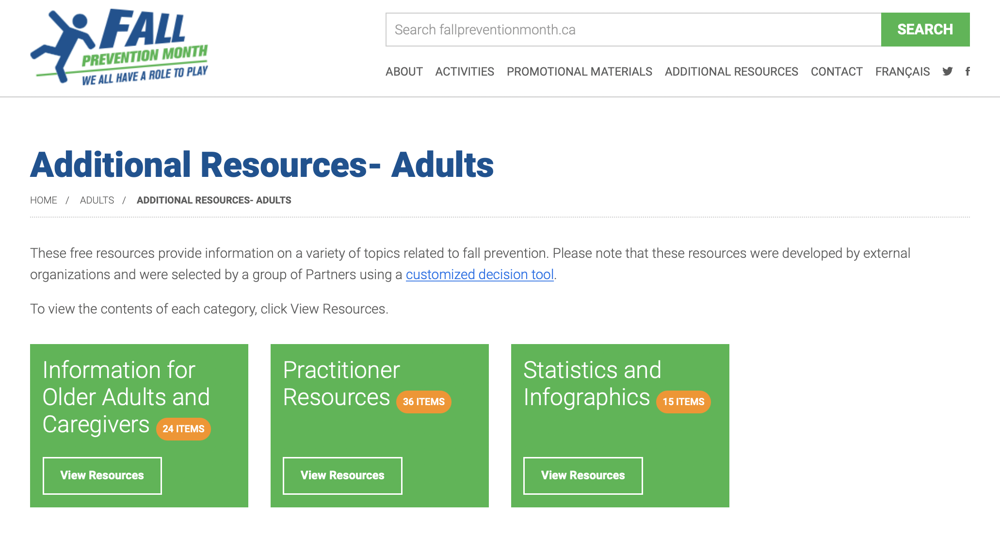 FALL
PREVENTION MONTH
WE ALL HAVE A ROLE TO PLAY
Search fallpreventionmonth.ca
SEARCH
ABOUT ACTIVITIES PROMOTIONAL MATERIALS ADDITIONAL RESOURCES CONTACT FRANÇAIS
Additional Resources- Adults
HOME / ADULTS / ADDITIONAL RESOURCES- ADULTS
These free resources provide information on a variety of topics related to fall prevention. Please note that these resources were developed by external
organizations and were selected by a group of Partners using a customized decision tool.
To view the contents of each category, click View Resources.
Information for
Older Adults and
Caregivers 24 ITEMS
View Resources
Practitioner
Resources 36 ITEMS
View Resources
Statistics and
Infographics 15 ITEMS
View Resources